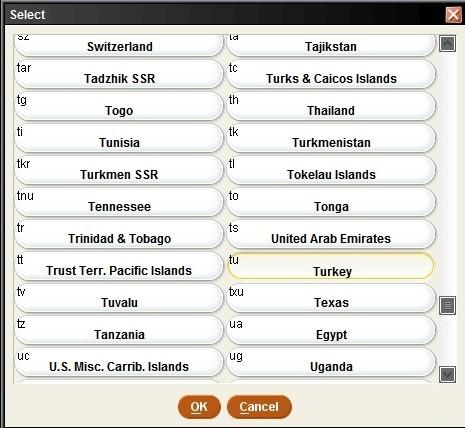 Select
sz
Switzerland
ta
Tajikstan
tar
Tadzhik SSR
tc
Turks & Caicos Islands
tg
Togo
th
Thailand
ti
Tunisia
tk
Turkmenistan
tkr
Turkmen SSR
tl
Tokelau Islands
tnu
Tennessee
to
Tonga
tr
Trinidad & Tobago
ts
United Arab Emirates
tt
Trust Terr. Pacific Islands
tu
Turkey
tv
Tuvalu
txu
Texas
tz
Tanzania
ua
Egypt
uc
U.S. Misc. Carrib. Islands
ug
Uganda
OK
Cancel